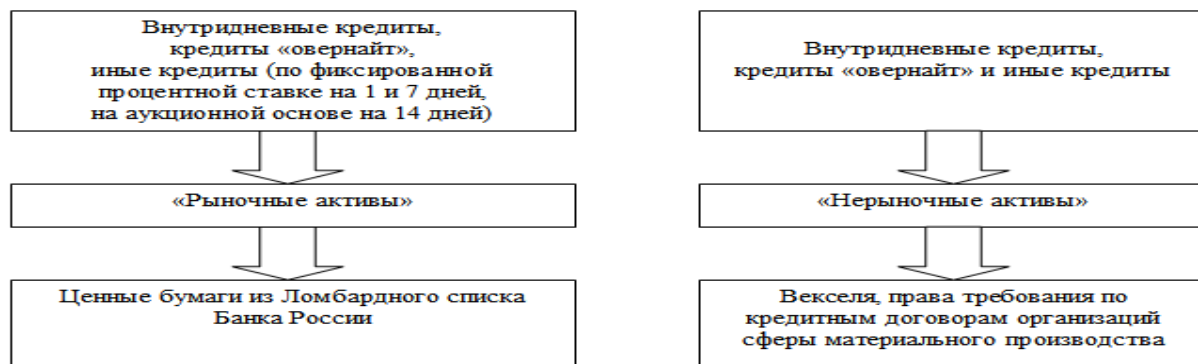 Внутридневные кредиты,
кредиты «овернайт»,
иные кредиты (по фиксированной
процентной ставке на 1 и 7 дней,
на аукционной основе на 14 дней)
«Рыночные активы»
Ценные бумаги из Ломбардного списка
Банка России
Внутридневные кредиты,
кредиты «овернайт» и иные кредиты
«Нерыночные активы»
Векселя, права требования по
кредитным договорам организаций
сферы материального производства